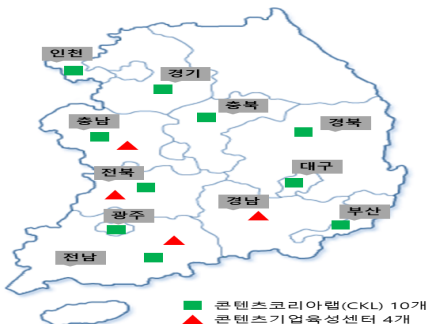 인천
경기
충북
충남
경북
대구
전북
경남
부산
광주
전남
콘텐츠코리아랩(CKL) 10개
콘텐츠기업육성센터 4개